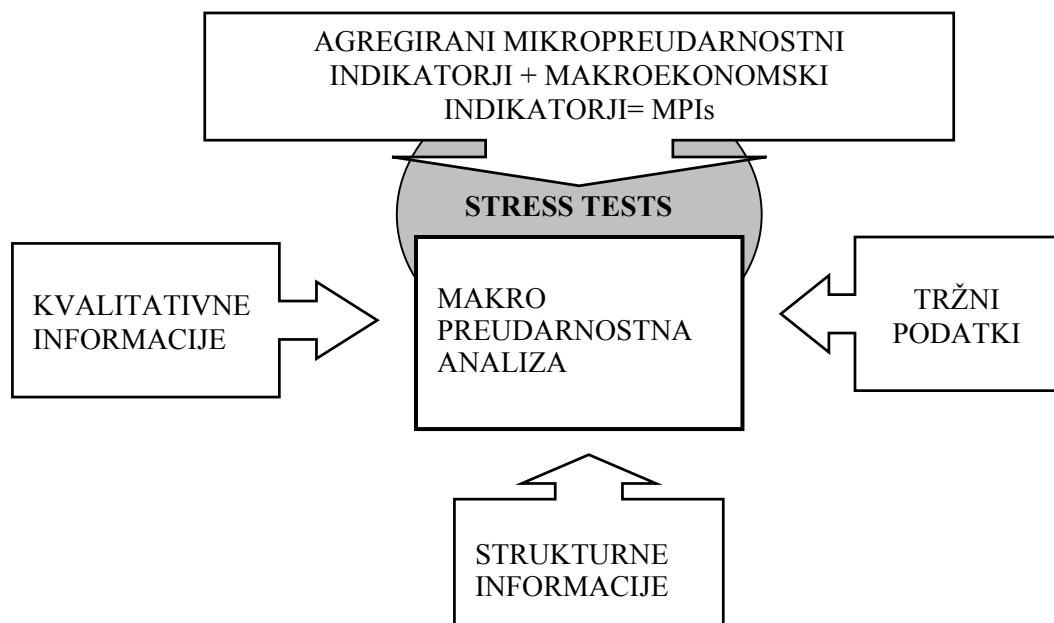 AGREGIRANI MIKROPREUDARNOSTNI
INDIKATORJI + MAKROEKONOMSKI
INDIKATORJI= MPIs
STRESS TESTS
KVALITATIVNE
INFORMACIJE
MAKRO
PREUDARNOSTNA
ANALIZA
TRŽNI
PODATKI
STRUKTURNE
INFORMACIJE